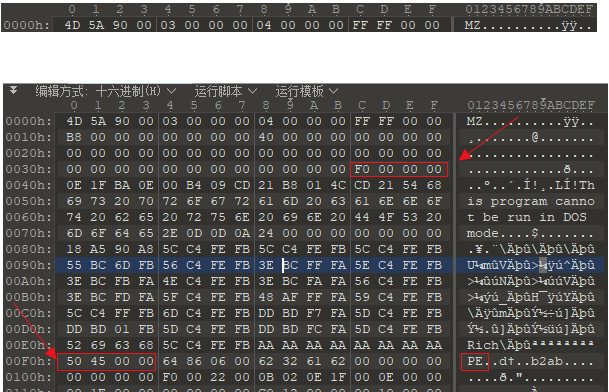 0 1 2 3 4 5 6 7 8 9 A B C D E F 0123456789ABCDEF
0000h: 4D 5A 90 00 03 00 00 00 04 00 00 00 FF FF 00 00 MZ..........ÿÿ..
编辑方式: 十六进制(H) 运行脚本 运行模板
0 1 2 3 4 5 6 7 8 9 A B C D E F 0123456789ABCDEF
0000h: 4D 5A 90 00 03 00 00 00 04 00 00 00 FF FF 00 00 MZ..........ÿÿ..
0010h: B8 00 00 00 00 00 00 00 40 00 00 00 00 00 00 00 ¸.......@.......
0020h: 00 00 00 00 00 00 00 00 00 00 00 00 00 00 00 00 ................
0030h: 00 00 00 00 00 00 00 00 00 00 00 00 F0 00 00 00 ............ð...
0040h: 0E 1F BA 0E 00 B4 09 CD 21 B8 01 4C CD 21 54 68 ..º..´.Í!¸.LÍ!Th
0050h: 69 73 20 70 72 6F 67 72 61 6D 20 63 61 6E 6E 6F is program canno
0060h: 74 20 62 65 20 72 75 6E 20 69 6E 20 44 4F 53 20 t be run in DOS
0070h: 6D 6F 64 65 2E 0D 0D 0A 24 00 00 00 00 00 00 00 mode....$.......
0080h: 18 A5 90 A8 5C C4 FE FB 5C C4 FE FB 5C C4 FE FB .¥.¨\Äþû\Äþû\Äþû
0090h: 55 BC 6D FB 56 C4 FE FB 3E BC FF FA 5E C4 FE FB U¼mûVÄþû>¼ÿú^Äþû
00A0h: 3E BC FB FA 4E C4 FE FB 3E BC FA FA 56 C4 FE FB >¼ûúNÄþû>¼úúVÄþû
00B0h: 3E BC FD FA 5F C4 FE FB 48 AF FF FA 59 C4 FE FB >¼ýú_ÄþûH¯ÿúYÄþû
00C0h: 5C C4 FF FB 6D C4 FE FB DD BD F7 FA 5D C4 FE FB \ÄÿûmÄþûÝ½÷ú]Äþû
00D0h: DD BD 01 FB 5D C4 FE FB DD BD FC FA 5D C4 FE FB Ý½.û]ÄþûÝ½üú]Äþû
00E0h: 52 69 63 68 5C C4 FE FB AA AA AA AA AA AA AA AA Rich\Äþûªªªªªªªª
00F0h: 50 45 00 00 64 86 06 00 62 32 61 62 00 00 00 00 PE..d†..b2ab....
0100h: 00 00 00 00 F0 00 22 00 0B 02 0E 1F 00 0E 00 00 ....ð.".........